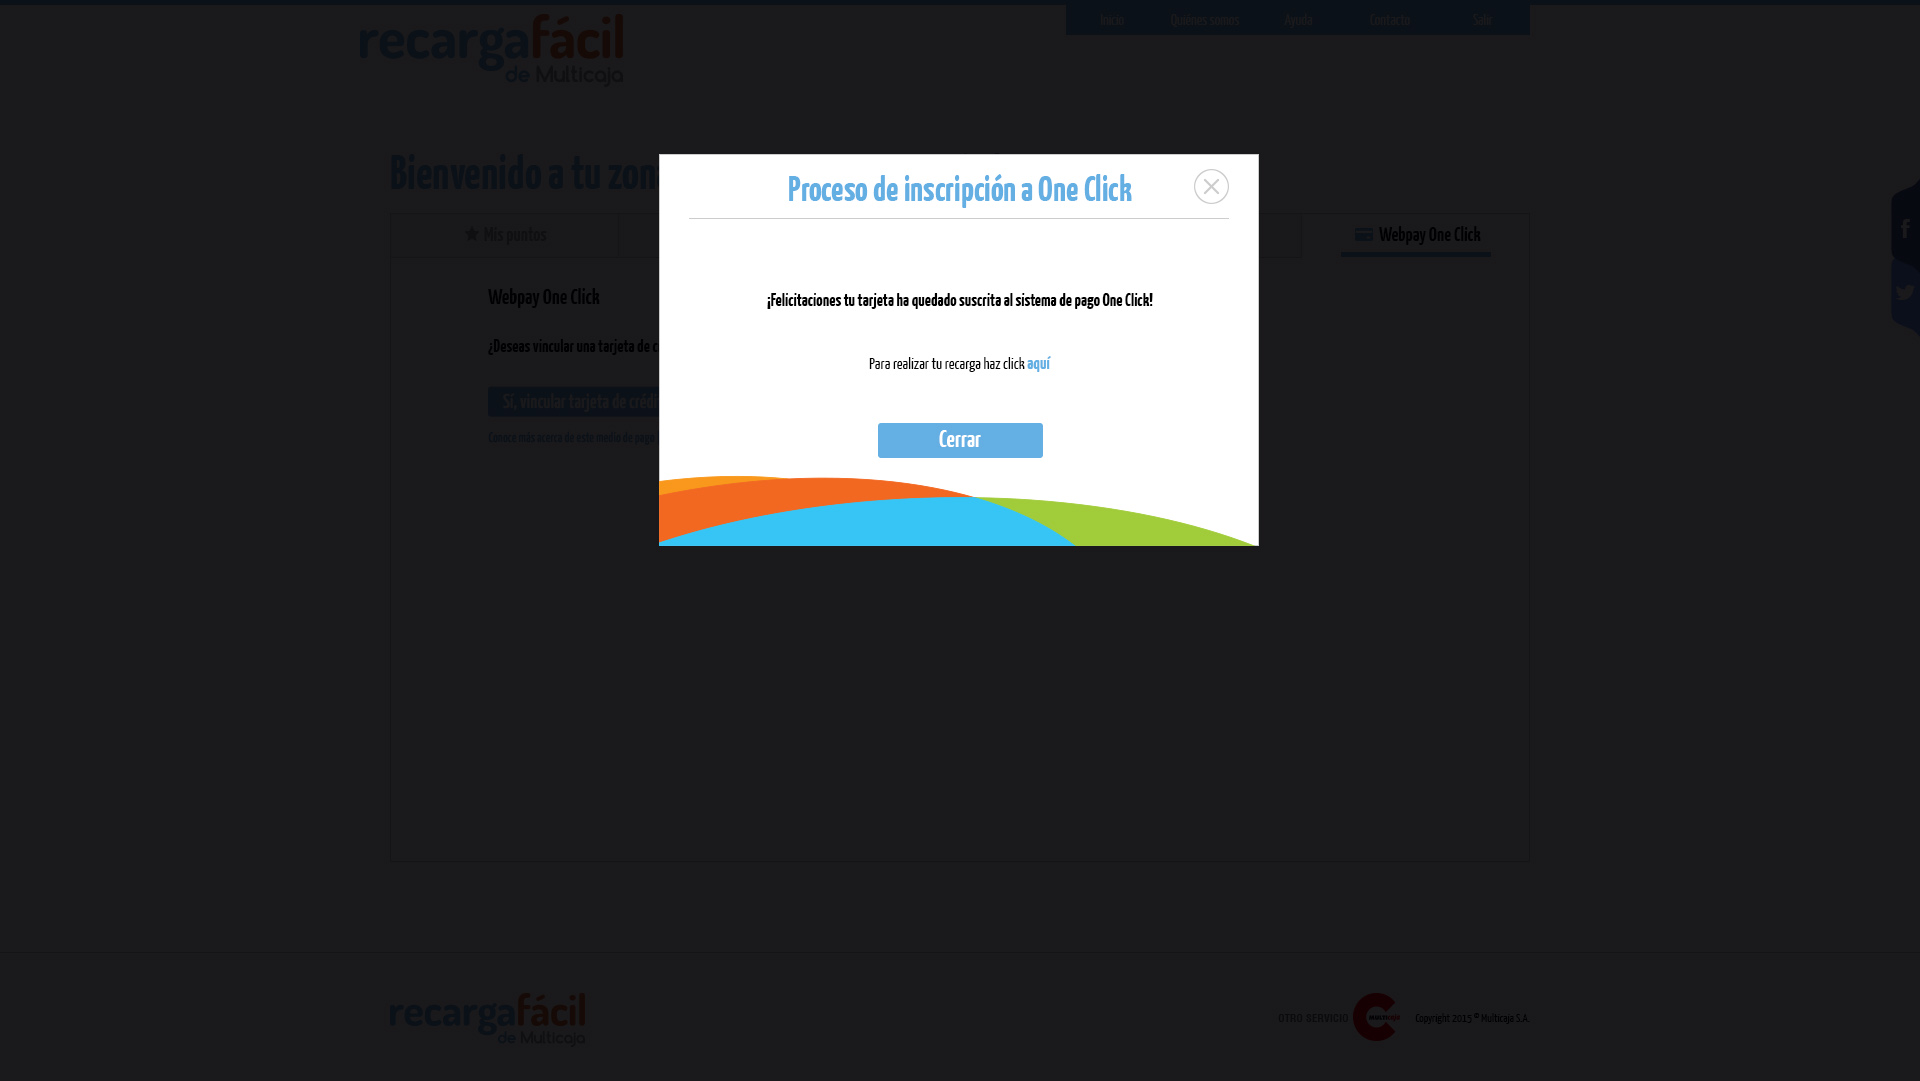 recargafácil
de Multicaja
Inicio
Quiénes somos
Ayuda
Contacto
Salir
Bienvenido a tu
Proceso de inscripción a One Click
Mis puntos
Webpay One Click
Webpay One Click
¿Deseas vincular una tarjeta de
Sí, vincular tarjeta de
Conoce más acerca de este medio de pago
¡Felicitaciones tu tarjeta ha quedado suscrita al sistema de pago One Click!
Para realizar tu recarga haz click aquí
Cerrar
recargafácil
de Multicaja
OTRO SERVICIO
MULTICAJA
Copyright 2015 © Multicaja S.A.